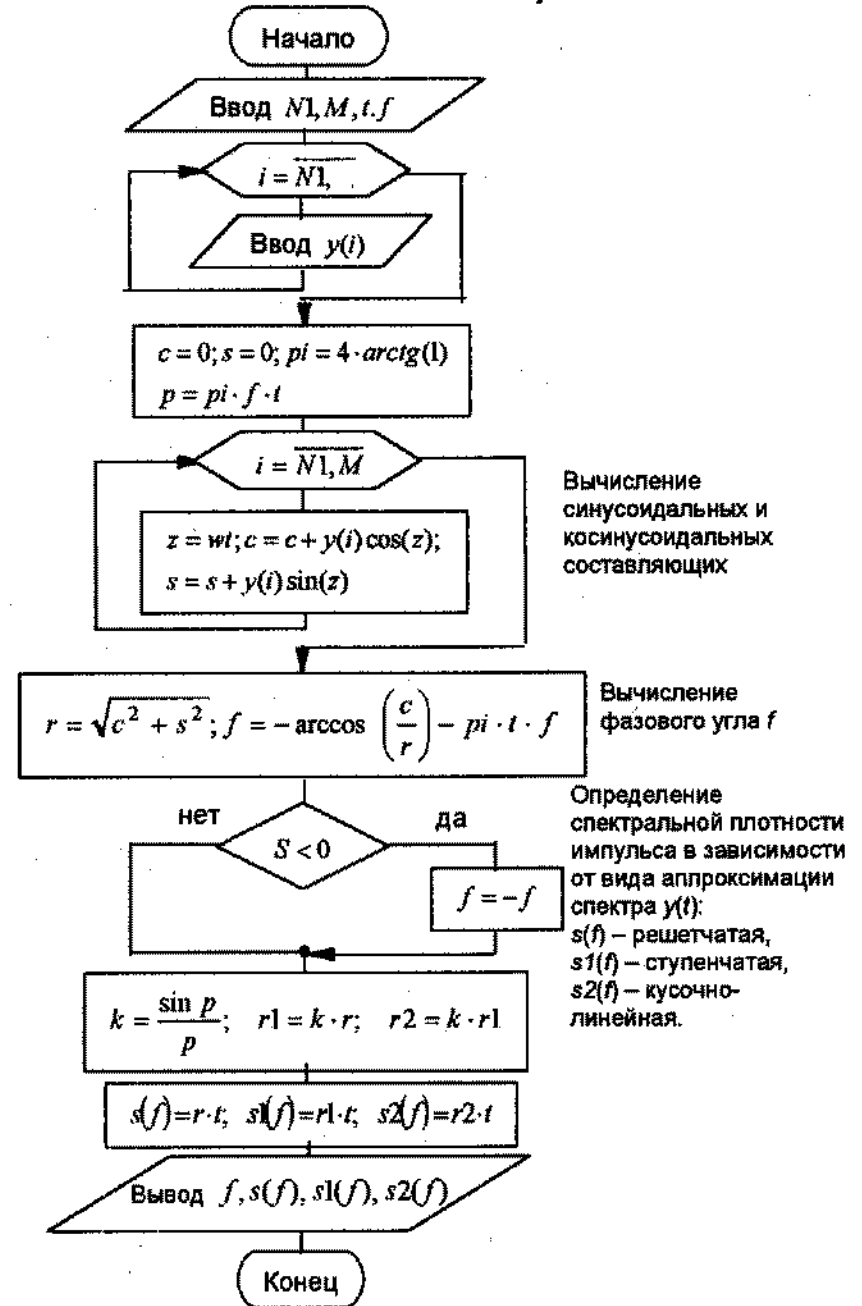 Начало
Ввод N1, M, t.f
i = N1,
Ввод y(i)
c = 0; s = 0; pi = 4 · arctg(1)
p = pi · f · t
i = N1, M
z = wt; c = c + y(i) cos(z);
s = s + y(i) sin(z)
Вычисление
синусоидальных и
косинусоидальных
составляющих
r = √(c² + s²); f = − arccos (c/r) − pi · t · f
Вычисление
фазового угла f
нет
S < 0
да
f = −f
Определение
спектральной плотности
импульса в зависимости
от вида аппроксимации
спектра y(t):
s(f) – решетчатая,
s1(f) – ступенчатая,
s2(f) – кусочно-
линейная.
k = sin p / p; r1 = k · r; r2 = k · r1
s(f)=r·t; s1(f)=r1·t; s2(f)=r2·t
Вывод f, s(f), s1(f), s2(f)
Конец